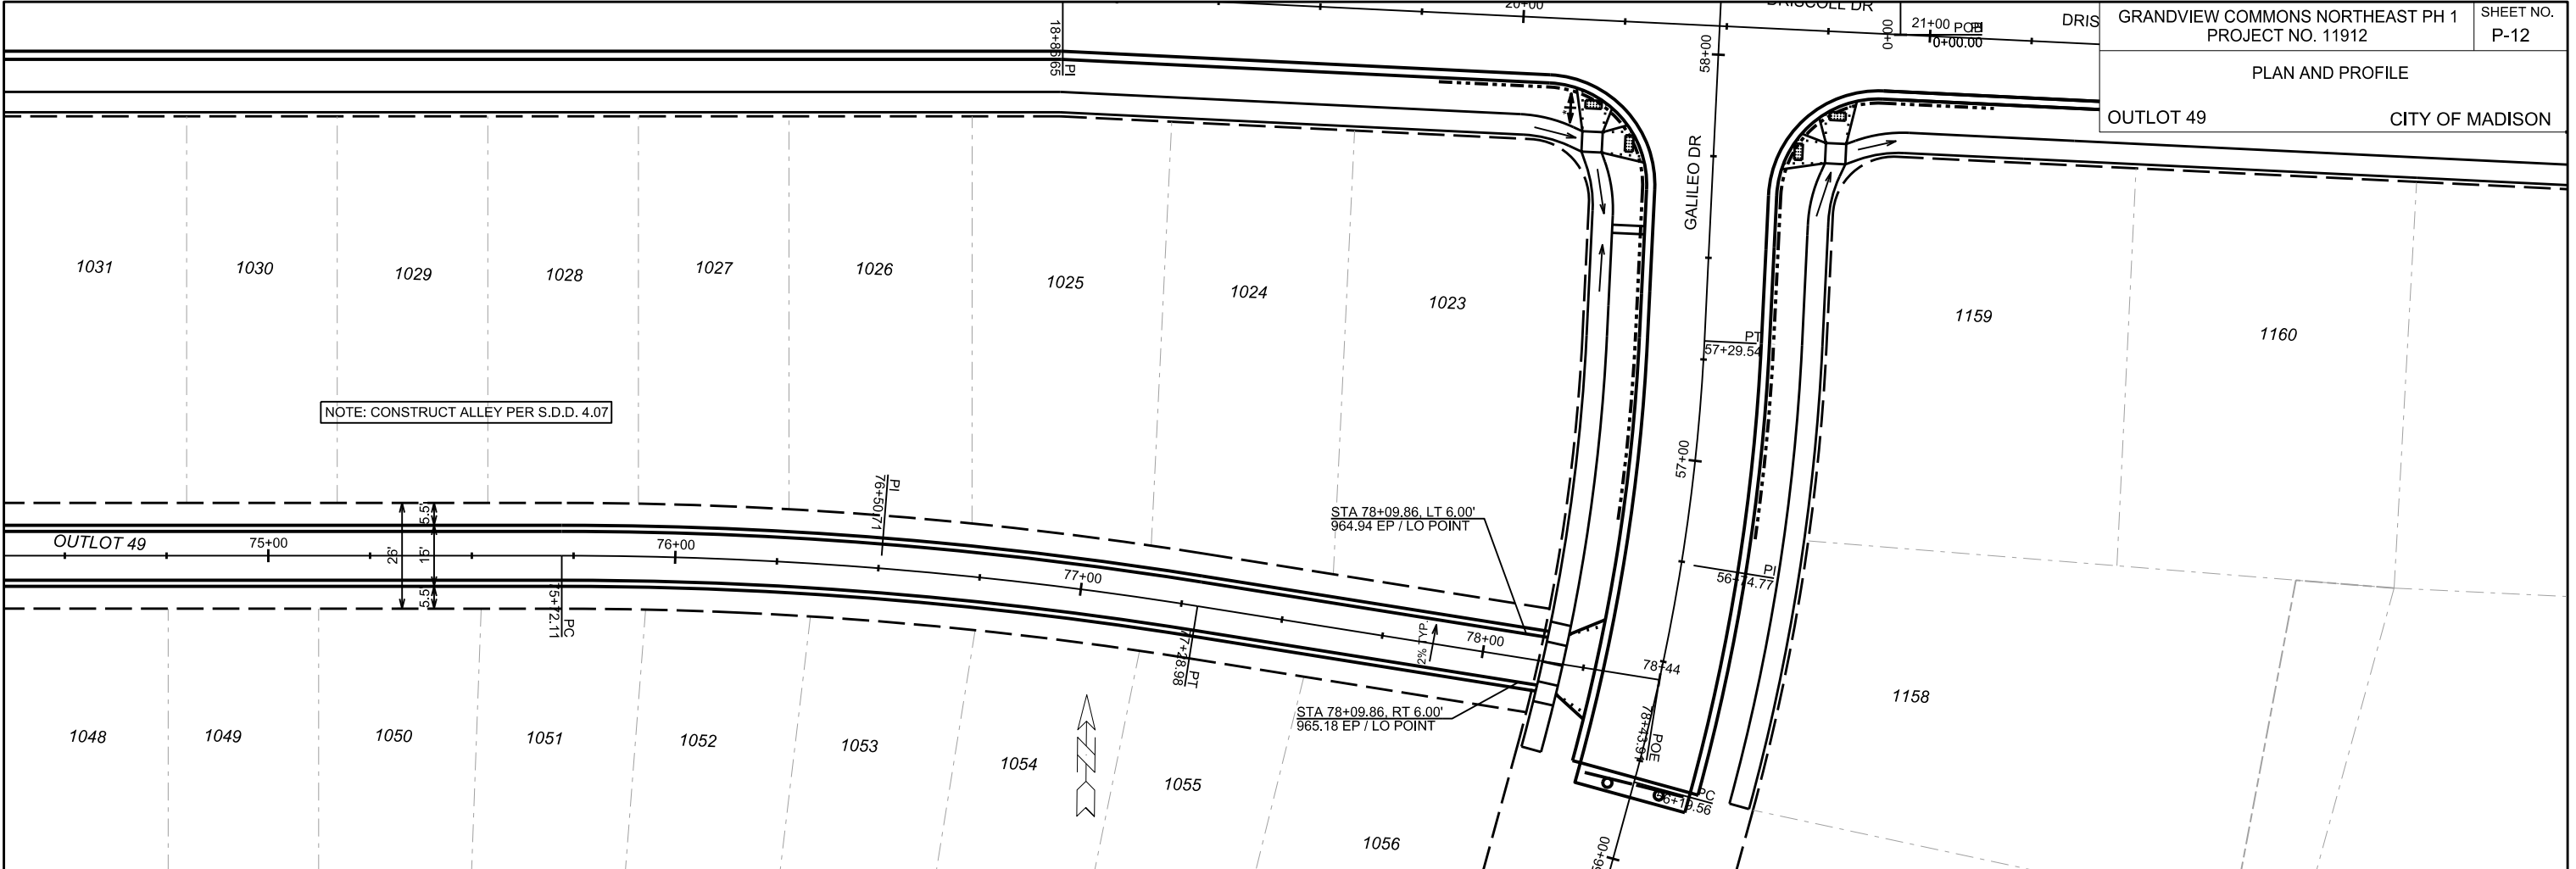 20+00
DRISCOLL DR
0+00
21+00
0+00.00
DRIS
GRANDVIEW COMMONS NORTHEAST PH 1
PROJECT NO. 11912
SHEET NO.
P-12
PLAN AND PROFILE
OUTLOT 49
CITY OF MADISON
18+86.65
PI
58+00
GALILEO DR
1031
1030
1029
1028
1027
1026
1025
1024
1023
1159
1160
PT
57+29.54
NOTE: CONSTRUCT ALLEY PER S.D.D. 4.07
57+00
PI
76+50.71
STA 78+09.86, LT 6.00'
964.94 EP / LO POINT
OUTLOT 49
75+00
5.5'
26'
15'
5.5'
76+00
PC
75+72.11
77+00
PI
56+74.77
2% TYP.
78+00
78+44
PT
77+28.98
STA 78+09.86, RT 6.00'
965.18 EP / LO POINT
1158
POE
78+43.91
1048
1049
1050
1051
1052
1053
1054
1055
1056
N
PC
56+19.56
56+00